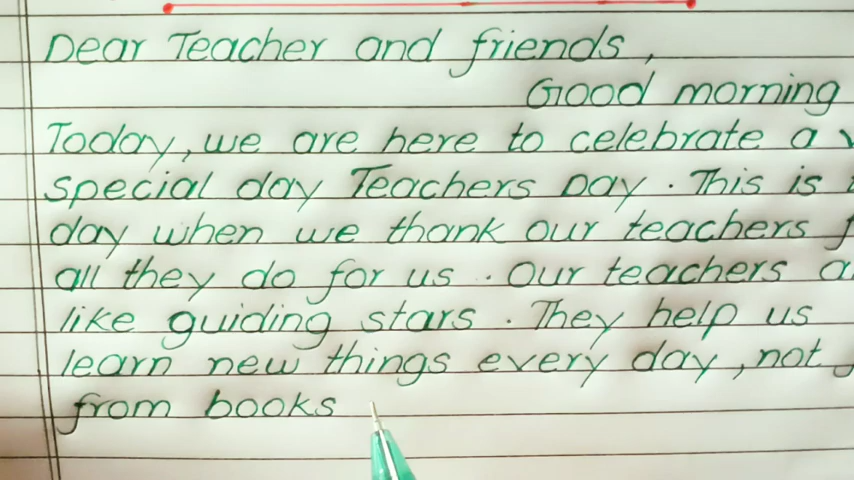 Dear Teacher and friends,
Good morning
Today, we are here to celebrate a
special day Teachers Day. This is
day when we thank our teachers
all they do for us. Our teachers
like guiding stars. They help us
learn new things every day, not
from books